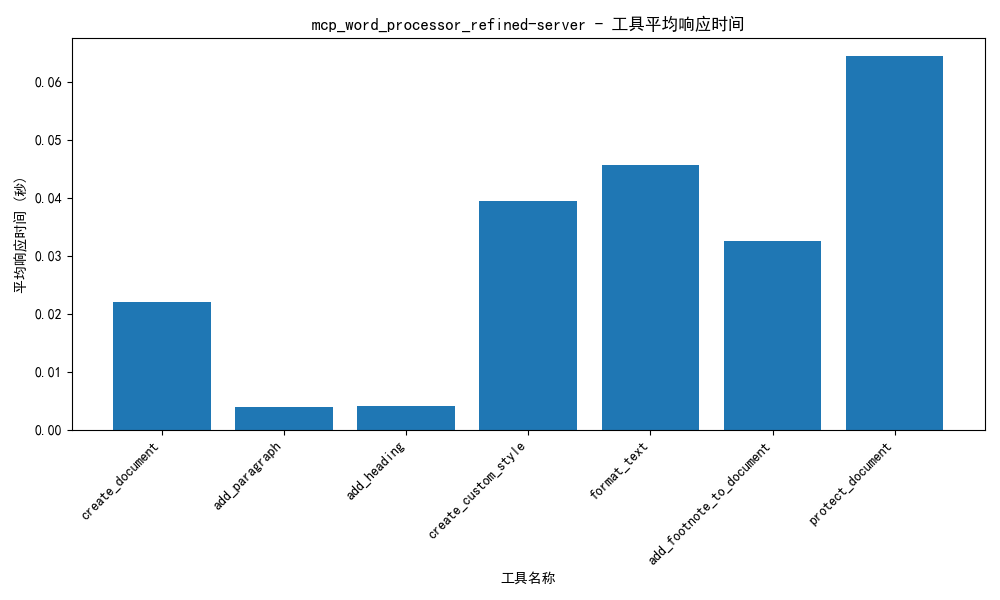 mcp_word_processor_refined-server - 工具平均响应时间
平均响应时间 (秒)
0.06
0.05
0.04
0.03
0.02
0.01
0.00
create_document
add_paragraph
add_heading
create_custom_style
format_text
add_footnote_to_document
protect_document
工具名称